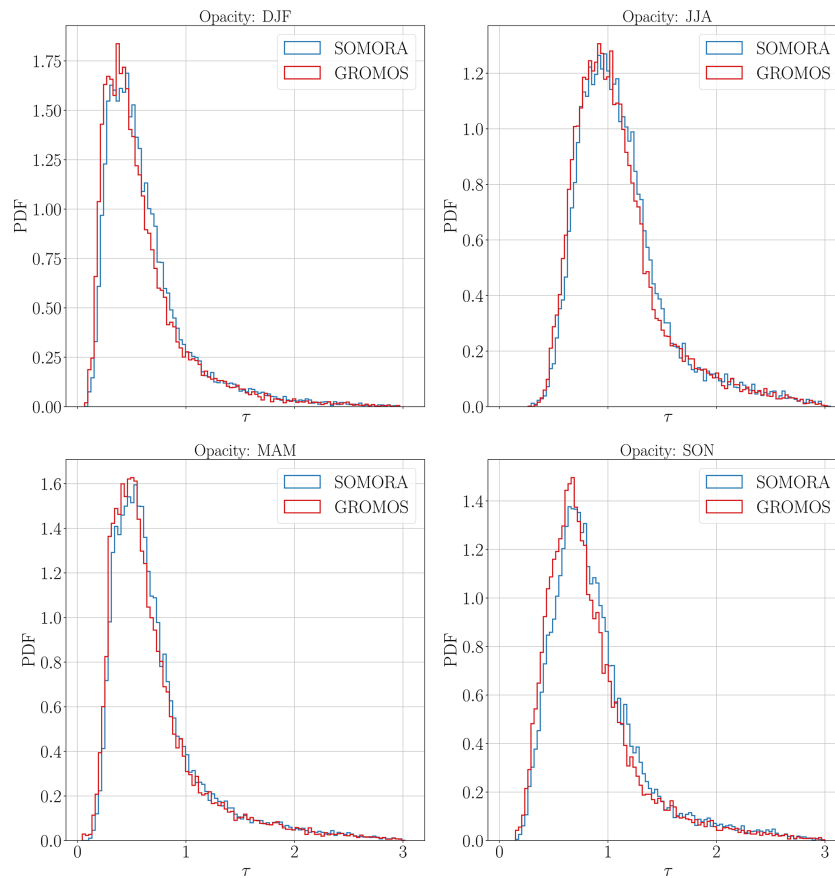 Opacity: DJF
SOMORA
GROMOS
PDF
1.75
1.50
1.25
1.00
0.75
0.50
0.25
0.00
τ
Opacity: JJA
SOMORA
GROMOS
PDF
1.2
1.0
0.8
0.6
0.4
0.2
0.0
τ
Opacity: MAM
SOMORA
GROMOS
PDF
1.6
1.4
1.2
1.0
0.8
0.6
0.4
0.2
0.0
0 1 2 3
τ
Opacity: SON
SOMORA
GROMOS
PDF
1.4
1.2
1.0
0.8
0.6
0.4
0.2
0.0
0 1 2 3
τ